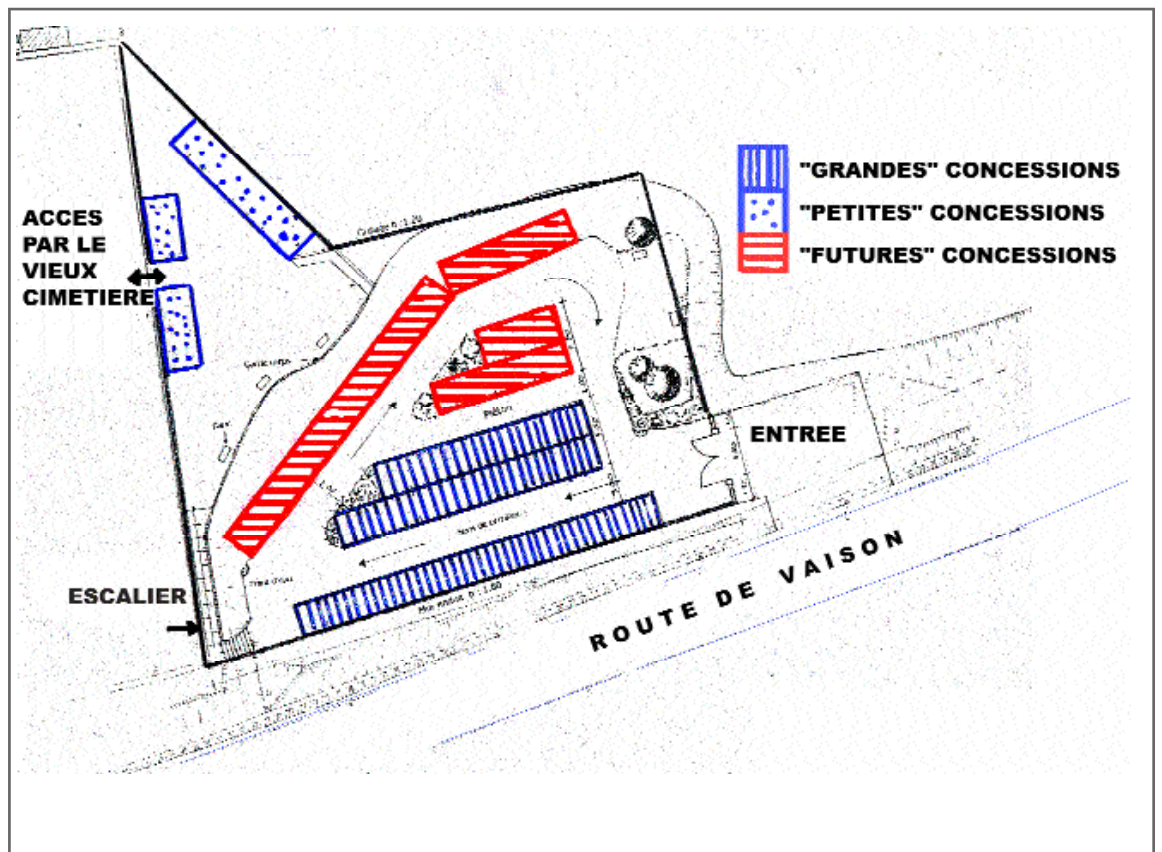 "GRANDES" CONCESSIONS
"PETITES" CONCESSIONS
"FUTURES" CONCESSIONS
ACCES
PAR LE
VIEUX
CIMETIERE
ENTREE
ESCALIER
ROUTE DE VAISON